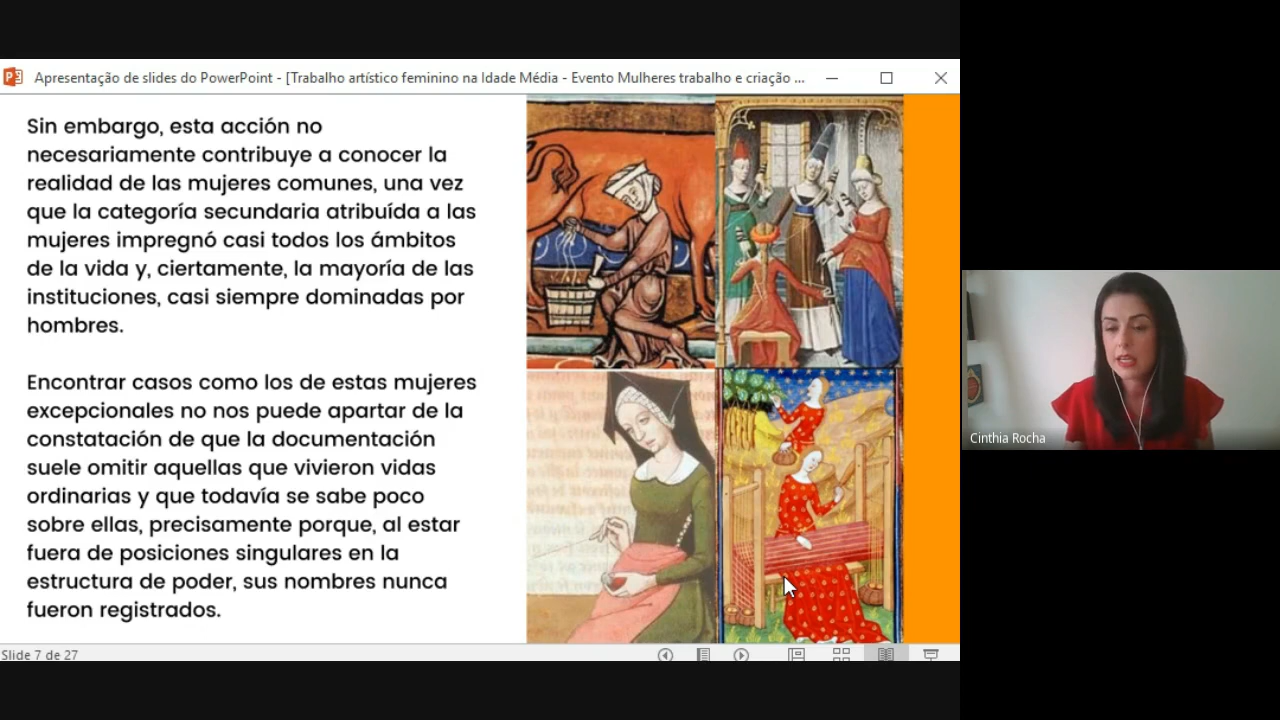 Apresentação de slides do PowerPoint - [Trabalho artístico feminino na Idade Média - Evento Mulheres trabalho e criação ...
Sin embargo, esta acción no
necesariamente contribuye a conocer la
realidad de las mujeres comunes, una vez
que la categoría secundaria atribuída a las
mujeres impregnó casi todos los ámbitos
de la vida y, ciertamente, la mayoría de las
instituciones, casi siempre dominadas por
hombres.
Encontrar casos como los de estas mujeres
excepcionales no nos puede apartar de la
constatación de que la documentación
suele omitir aquellas que vivieron vidas
ordinarias y que todavía se sabe poco
sobre ellas, precisamente porque, al estar
fuera de posiciones singulares en la
estructura de poder, sus nombres nunca
fueron registrados.
Cinthia Rocha
Slide 7 de 27